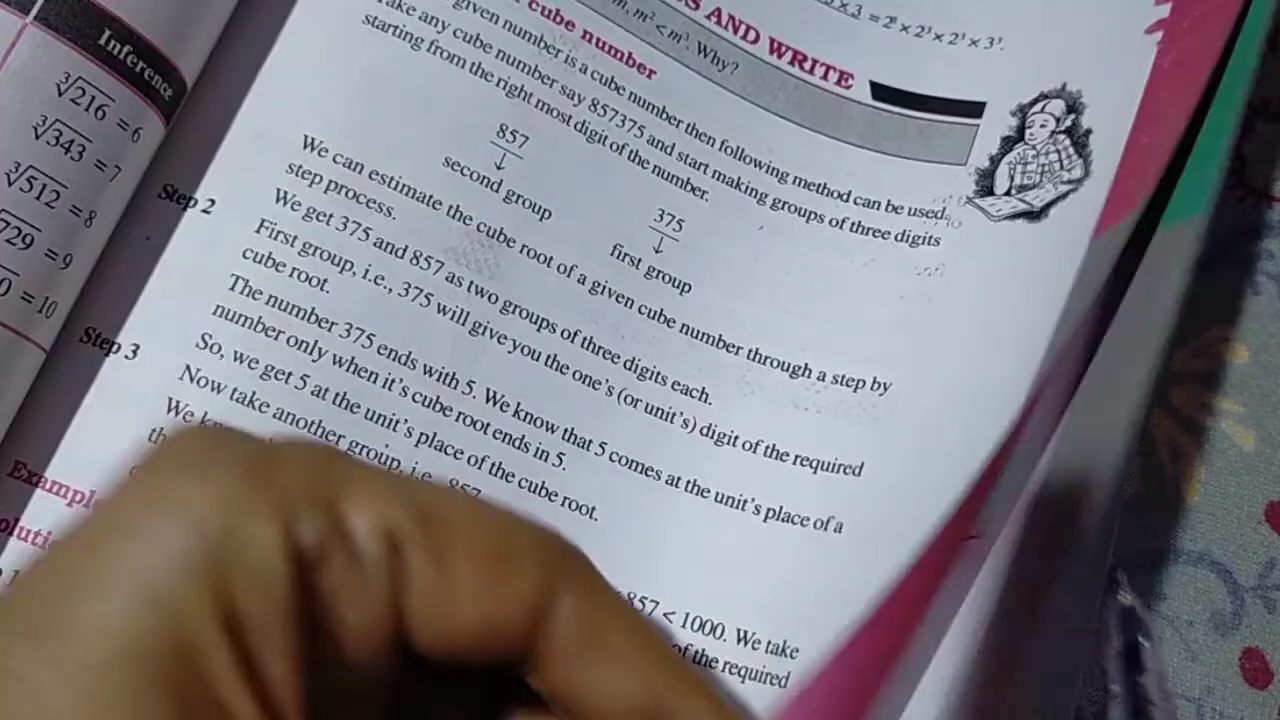 Inference
∛216 = 6
∛343 = 7
∛512 = 8
729 = 9
0 = 10
× 3 = 2³ × 2³ × 2³ × 3³.
AND WRITE
m, m² < m³. Why?
cube number
given number is a cube number then following method can be used.
Take any cube number say 857375 and start making groups of three digits
starting from the right most digit of the number.
857 375
↓ ↓
second group first group
We can estimate the cube root of a given cube number through a step by
step process.
Step 2 We get 375 and 857 as two groups of three digits each.
First group, i.e., 375 will give you the one's (or unit's) digit of the required
cube root.
The number 375 ends with 5. We know that 5 comes at the unit's place of a
number only when it's cube root ends in 5.
So, we get 5 at the unit's place of the cube root.
Step 3 Now take another group, i.e., 857
We
Example
857 < 1000. We take
of the required